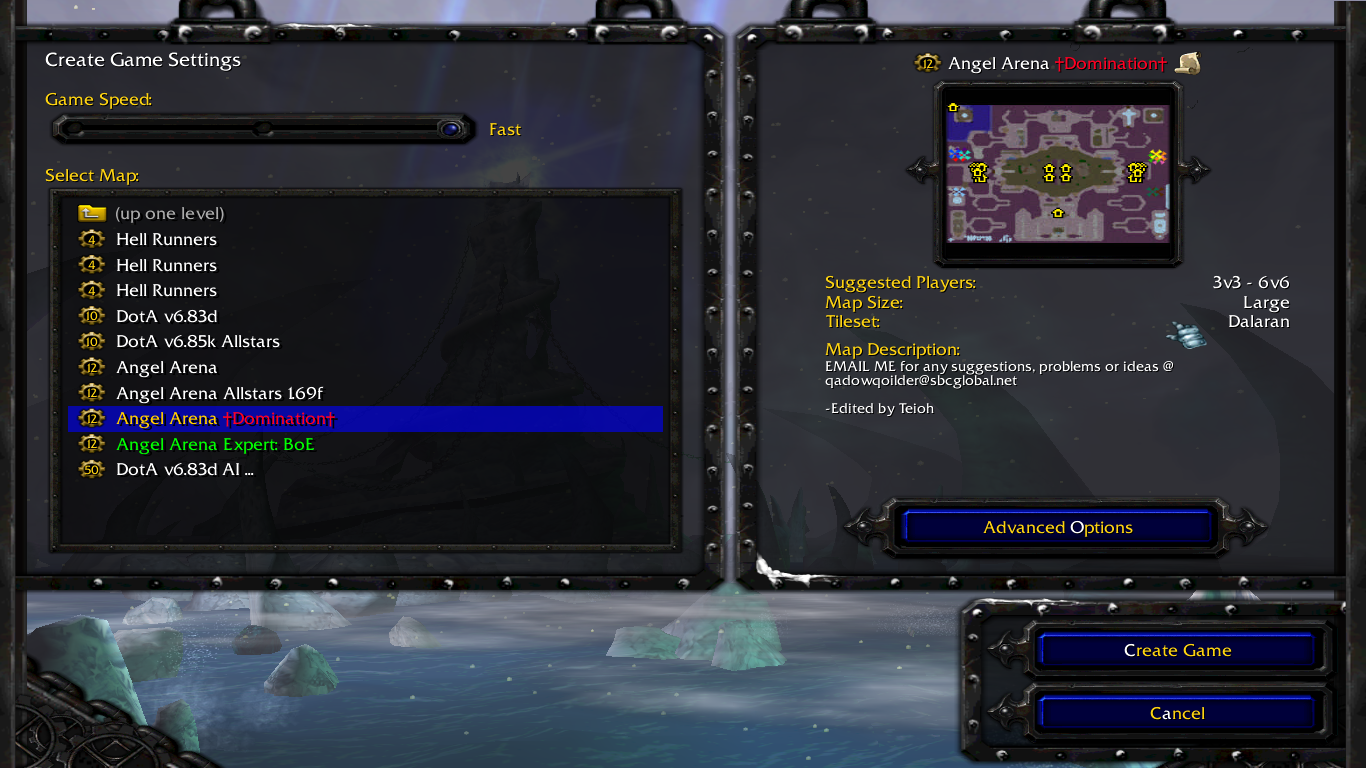 Create Game Settings
Game Speed:
Fast
Select Map:
(up one level)
4 Hell Runners
4 Hell Runners
4 Hell Runners
10 DotA v6.83d
10 DotA v6.85k Allstars
12 Angel Arena
12 Angel Arena Allstars 1.69f
12 Angel Arena †Domination†
12 Angel Arena Expert: BoE
50 DotA v6.83d AI ...
12 Angel Arena †Domination†
Suggested Players: 3v3 - 6v6
Map Size: Large
Tileset: Dalaran
Map Description:
EMAIL ME for any suggestions, problems or ideas @
qadowqoilder@sbcglobal.net
-Edited by Teioh
Advanced Options
Create Game
Cancel